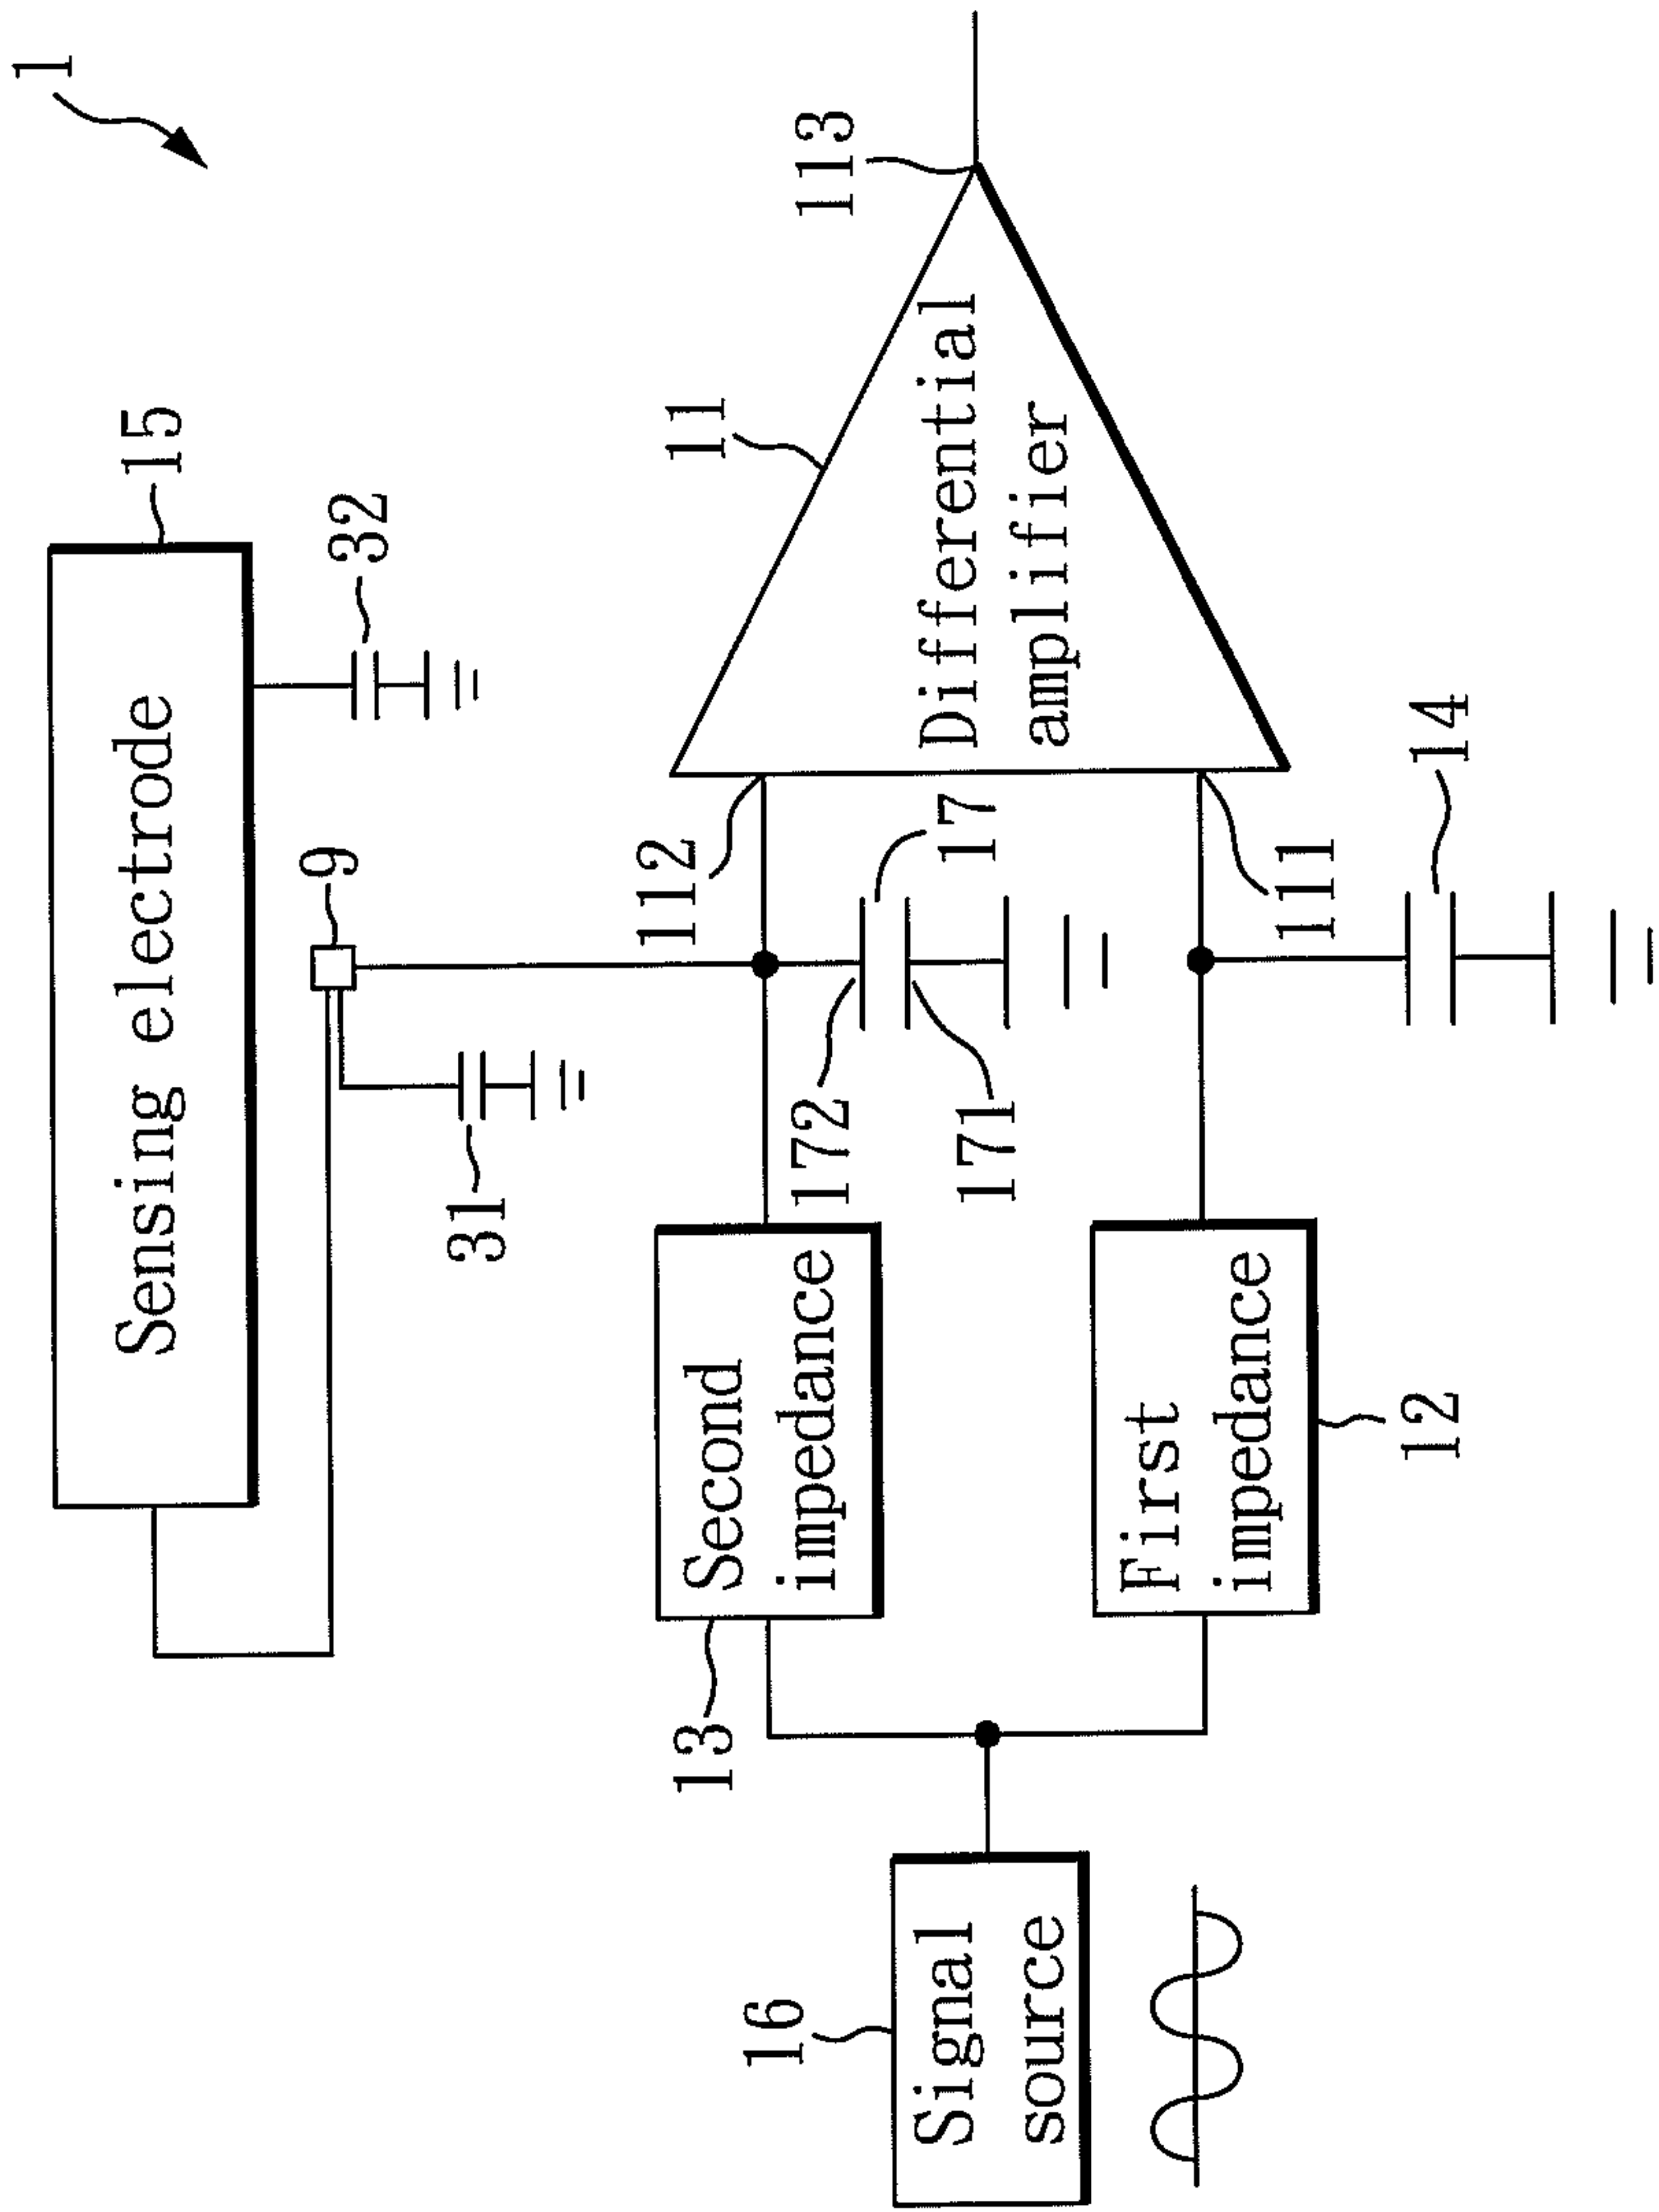 1
Sensing electrode
15
32
9
31
16
Signal
source
13
Second
impedance
First
impedance
12
172
171
17
112
111
14
11
Differential
amplifier
113